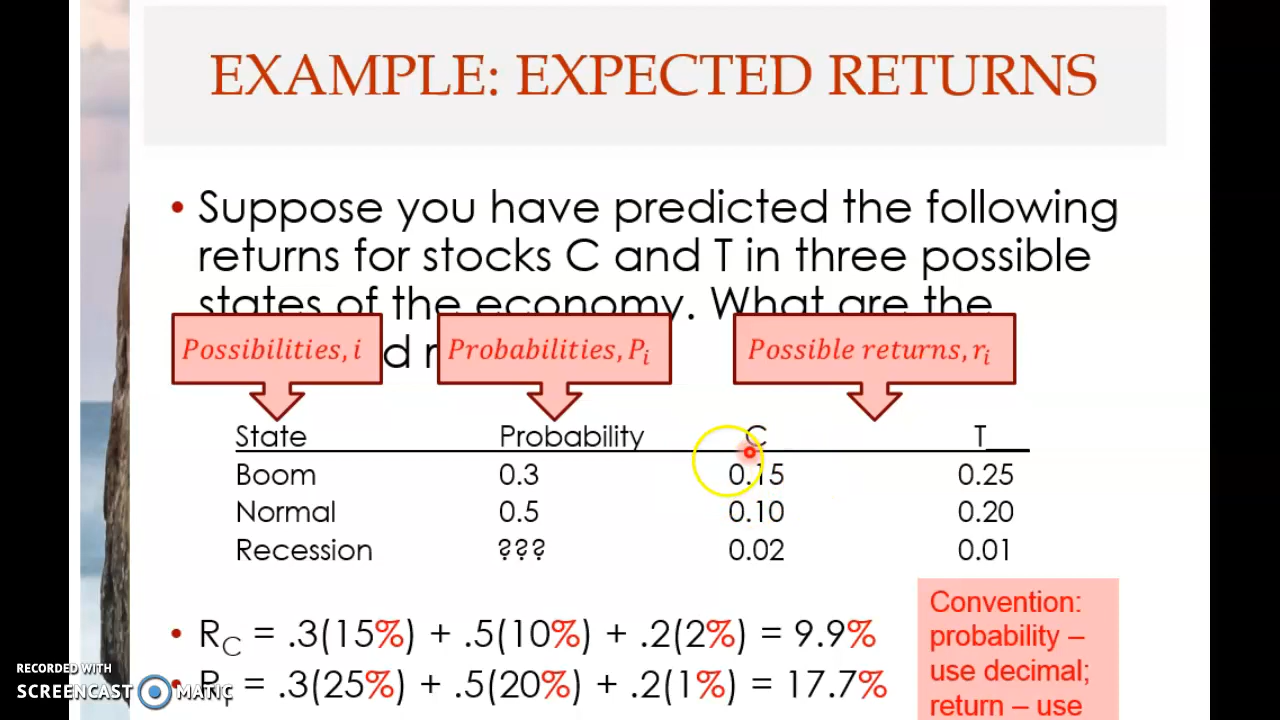 EXAMPLE: EXPECTED RETURNS
• Suppose you have predicted the following
returns for stocks C and T in three possible
states of the economy. What are the
Possibilities, i d r Probabilities, Pᵢ Possible returns, rᵢ
State Probability C T
Boom 0.3 0.15 0.25
Normal 0.5 0.10 0.20
Recession ??? 0.02 0.01
• R_C = .3(15%) + .5(10%) + .2(2%) = 9.9%
= .3(25%) + .5(20%) + .2(1%) = 17.7%
Convention:
probability –
use decimal;
return – use
RECORDED WITH
SCREENCAST MATIC